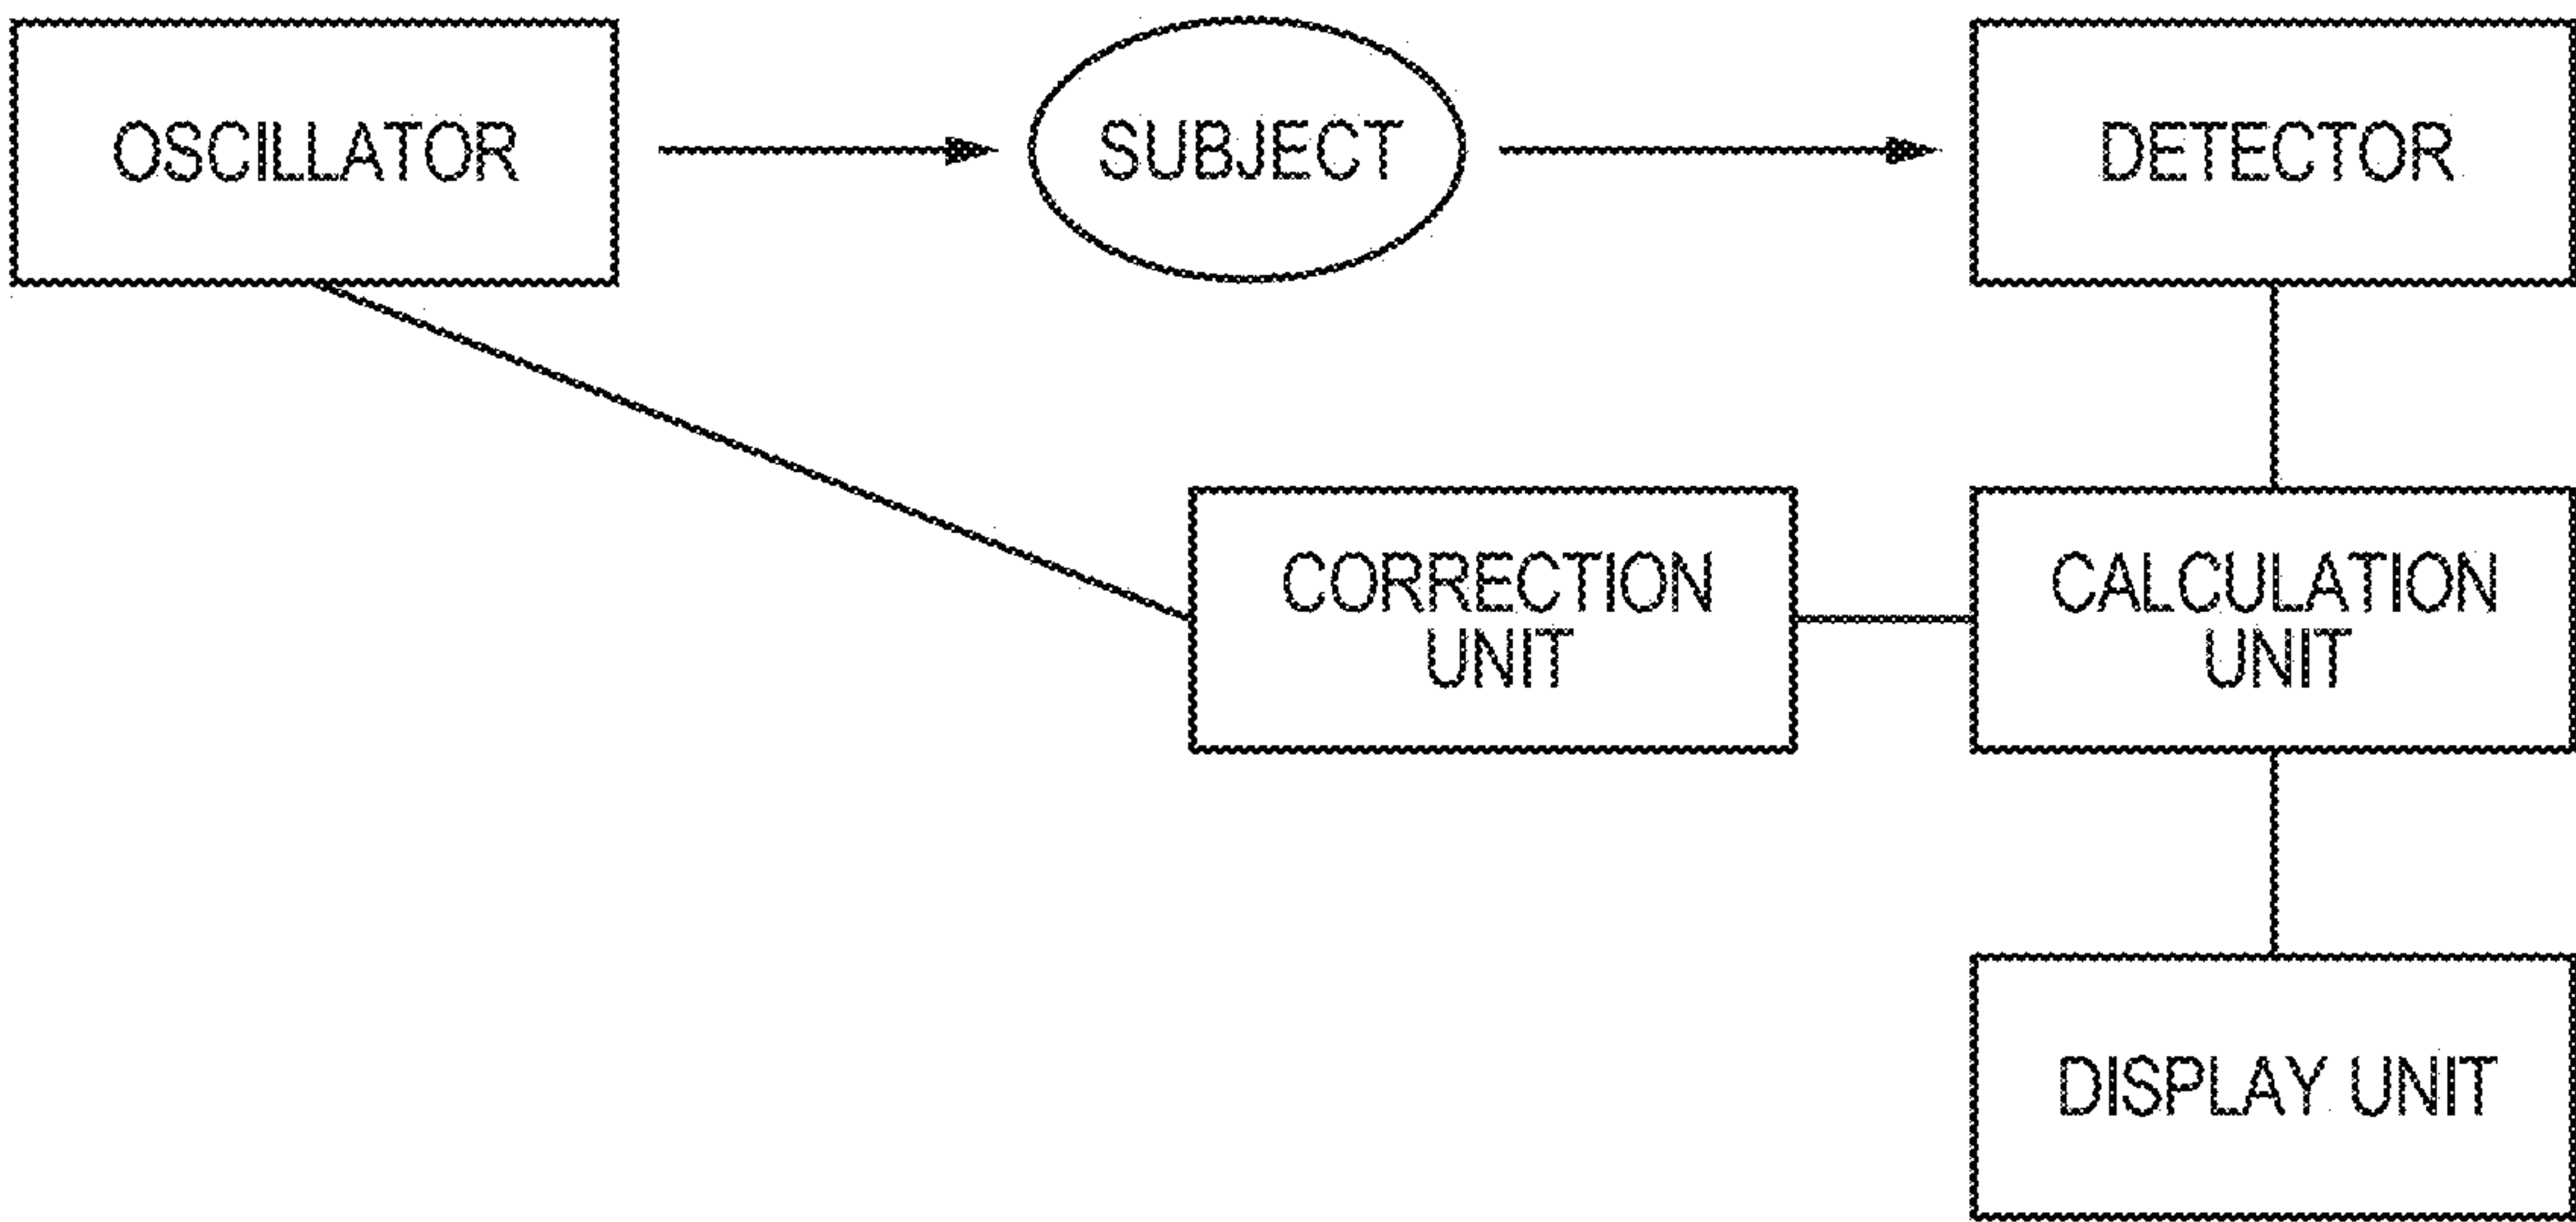 OSCILLATOR
SUBJECT
DETECTOR
CORRECTION
UNIT
CALCULATION
UNIT
DISPLAY UNIT